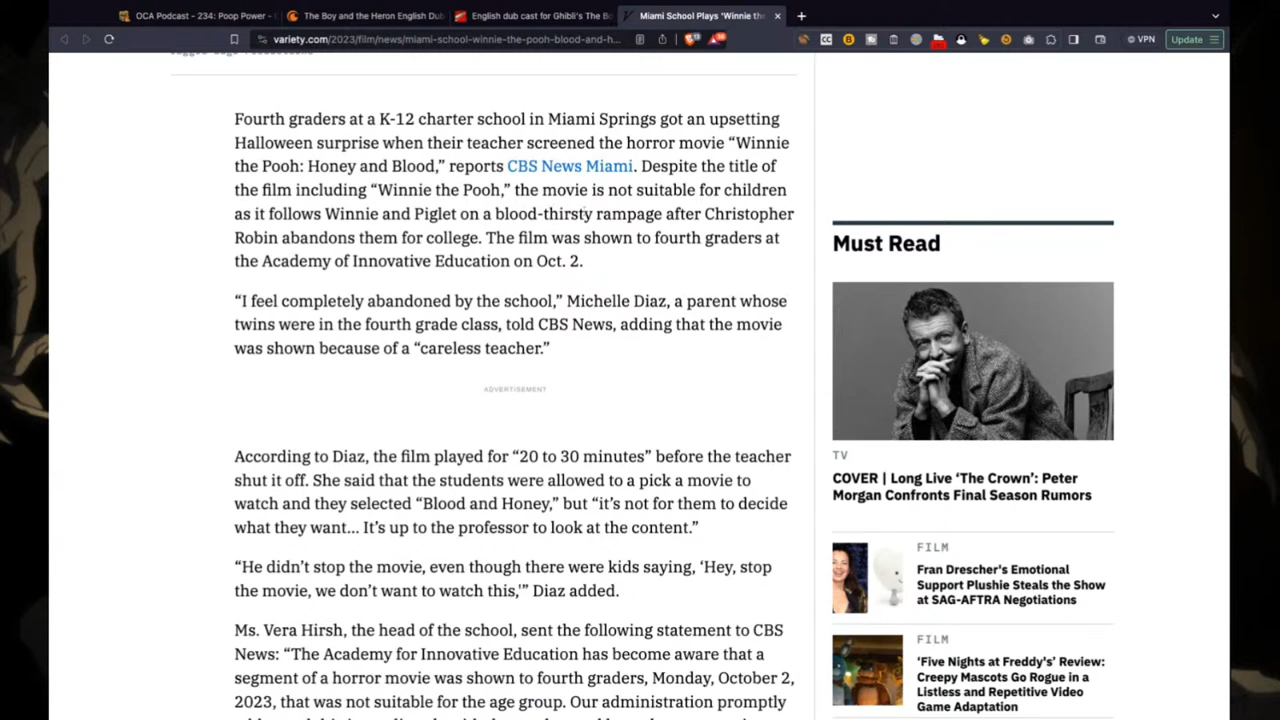 OCA Podcast - 234: Poop Power -
The Boy and the Heron English Dub
English dub cast for Ghibli's The Bo
Miami School Plays 'Winnie the
variety.com/2023/film/news/miami-school-winnie-the-pooh-blood-and-h...
VPN
Update
Fourth graders at a K-12 charter school in Miami Springs got an upsetting
Halloween surprise when their teacher screened the horror movie “Winnie
the Pooh: Honey and Blood,” reports CBS News Miami. Despite the title of
the film including “Winnie the Pooh,” the movie is not suitable for children
as it follows Winnie and Piglet on a blood-thirsty rampage after Christopher
Robin abandons them for college. The film was shown to fourth graders at
the Academy of Innovative Education on Oct. 2.
“I feel completely abandoned by the school,” Michelle Diaz, a parent whose
twins were in the fourth grade class, told CBS News, adding that the movie
was shown because of a “careless teacher.”
ADVERTISEMENT
According to Diaz, the film played for “20 to 30 minutes” before the teacher
shut it off. She said that the students were allowed to a pick a movie to
watch and they selected “Blood and Honey,” but “it’s not for them to decide
what they want… It’s up to the professor to look at the content.”
“He didn’t stop the movie, even though there were kids saying, ‘Hey, stop
the movie, we don’t want to watch this,'” Diaz added.
Ms. Vera Hirsh, the head of the school, sent the following statement to CBS
News: “The Academy for Innovative Education has become aware that a
segment of a horror movie was shown to fourth graders, Monday, October 2,
2023, that was not suitable for the age group. Our administration promptly
Must Read
TV
COVER | Long Live ‘The Crown’: Peter
Morgan Confronts Final Season Rumors
FILM
Fran Drescher's Emotional
Support Plushie Steals the Show
at SAG-AFTRA Negotiations
FILM
‘Five Nights at Freddy’s’ Review:
Creepy Mascots Go Rogue in a
Listless and Repetitive Video
Game Adaptation